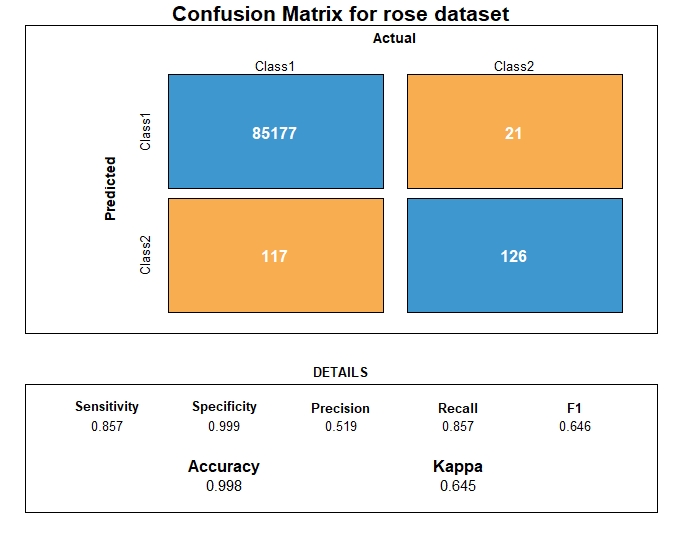 Confusion Matrix for rose dataset
Actual
Class1 Class2
Predicted
Class1
85177 21
Class2
117 126
DETAILS
Sensitivity Specificity Precision Recall F1
0.857 0.999 0.519 0.857 0.646
Accuracy Kappa
0.998 0.645